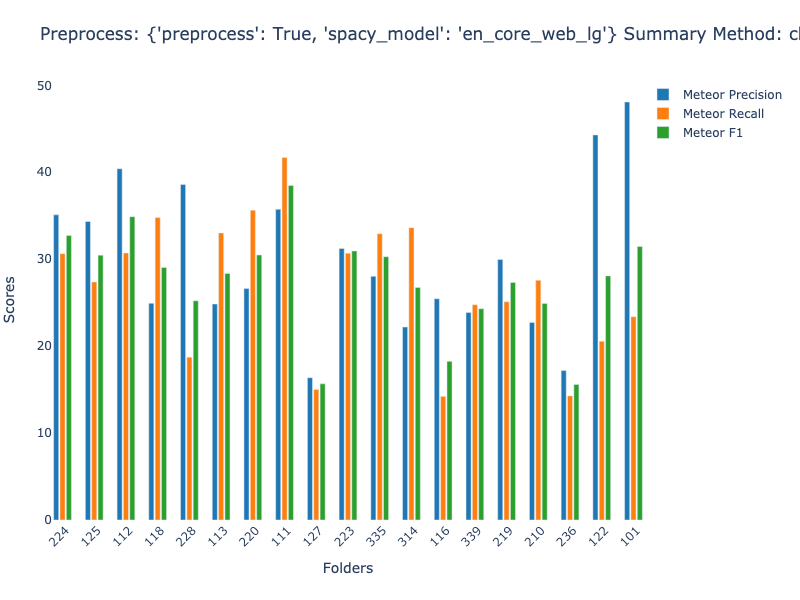 Preprocess: {'preprocess': True, 'spacy_model': 'en_core_web_lg'} Summary Method:
50
40
30
20
10
0
Scores
Meteor Precision
Meteor Recall
Meteor F1
224 125 112 118 228 113 220 111 127 223 335 314 116 339 219 210 236 122 101
Folders